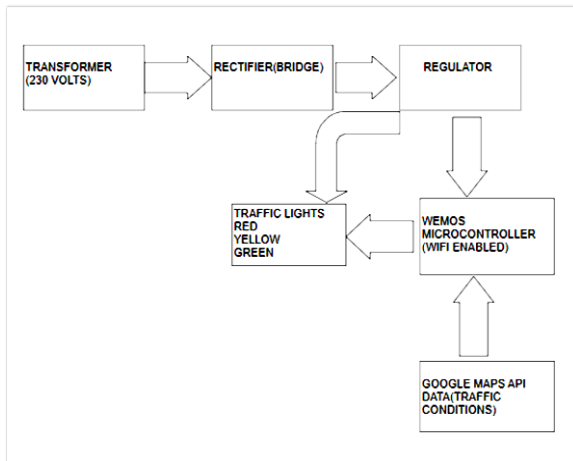 TRANSFORMER
(230 VOLTS)
RECTIFIER(BRIDGE)
REGULATOR
TRAFFIC LIGHTS
RED
YELLOW
GREEN
WEMOS
MICROCONTROLLER
(WIFI ENABLED)
GOOGLE MAPS API
DATA(TRAFFIC
CONDITIONS)